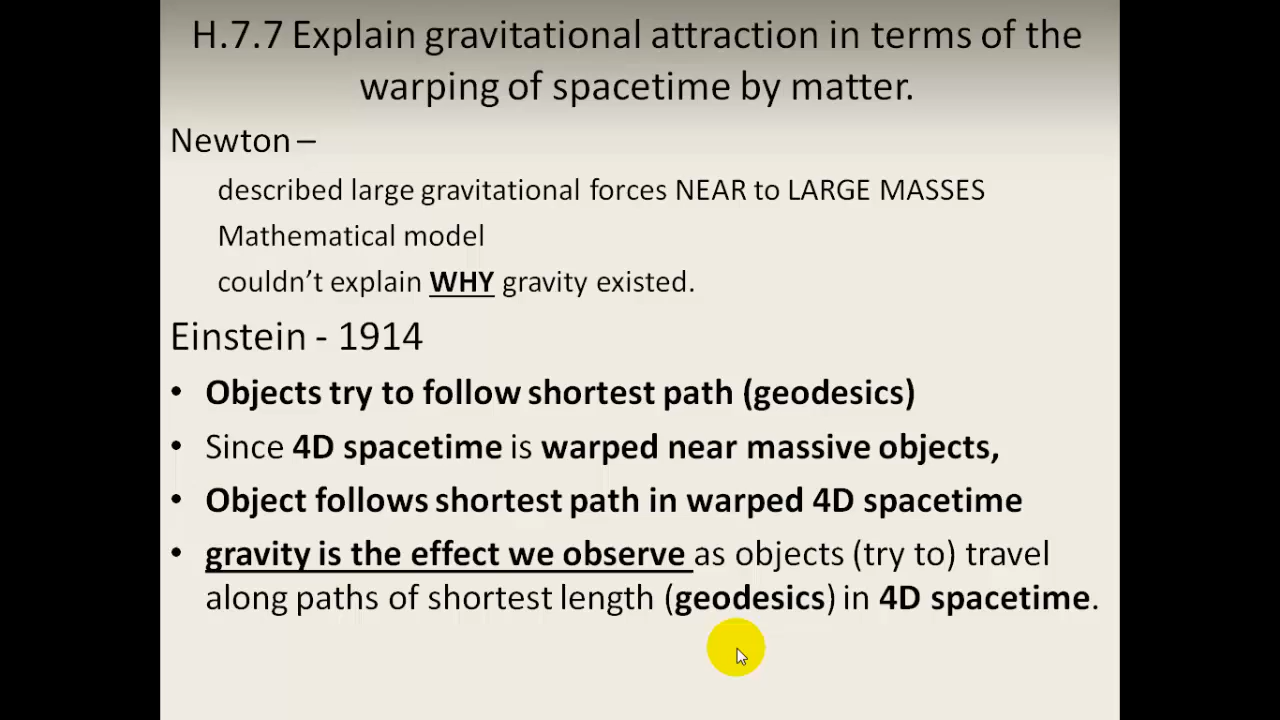 H.7.7 Explain gravitational attraction in terms of the
warping of spacetime by matter.
Newton –
described large gravitational forces NEAR to LARGE MASSES
Mathematical model
couldn’t explain WHY gravity existed.
Einstein - 1914
• Objects try to follow shortest path (geodesics)
• Since 4D spacetime is warped near massive objects,
• Object follows shortest path in warped 4D spacetime
• gravity is the effect we observe as objects (try to) travel
along paths of shortest length (geodesics) in 4D spacetime.